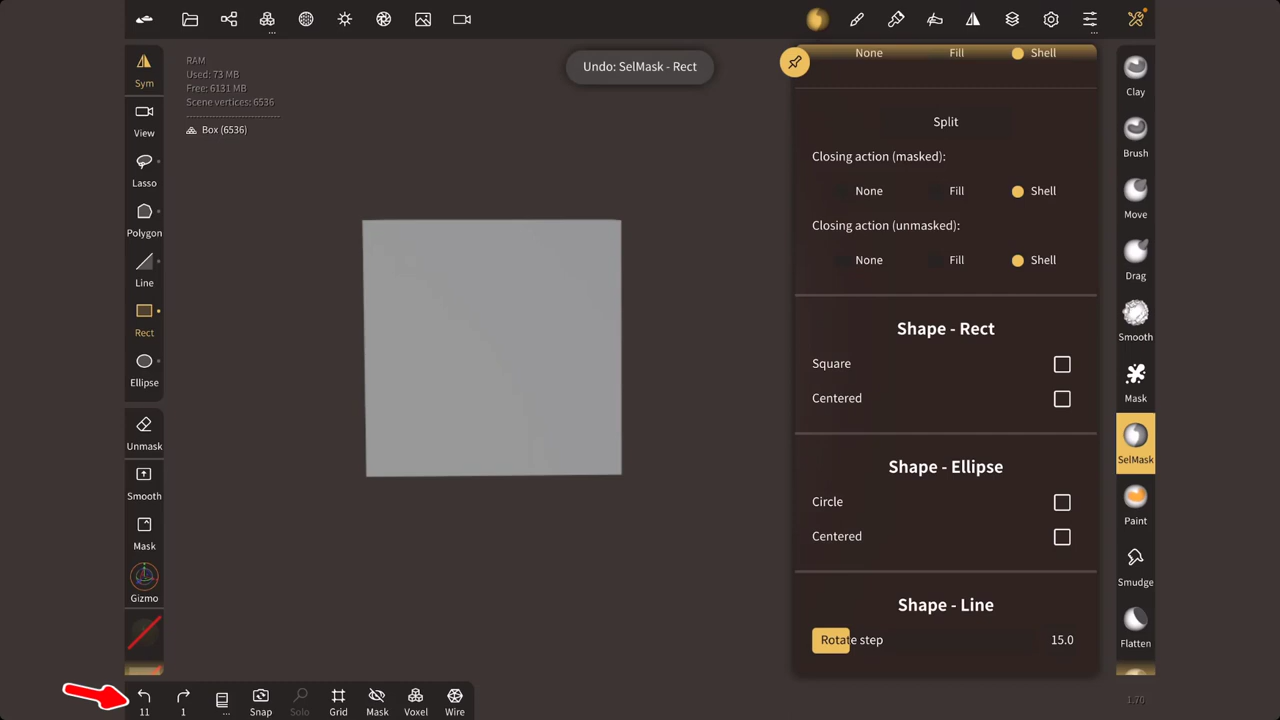 RAM
Used: 73 MB
Free: 6131 MB
Scene vertices: 6536
Box (6536)
Undo: SelMask - Rect
Sym
View
Lasso
Polygon
Line
Rect
Ellipse
Unmask
Smooth
Mask
Gizmo
None Fill Shell
Split
Closing action (masked):
None Fill Shell
Closing action (unmasked):
None Fill Shell
Shape - Rect
Square
Centered
Shape - Ellipse
Circle
Centered
Shape - Line
Rotate step 15.0
Clay
Brush
Move
Drag
Smooth
Mask
SelMask
Paint
Smudge
Flatten
11 1 ... Snap Solo Grid Mask Voxel Wire
1.70